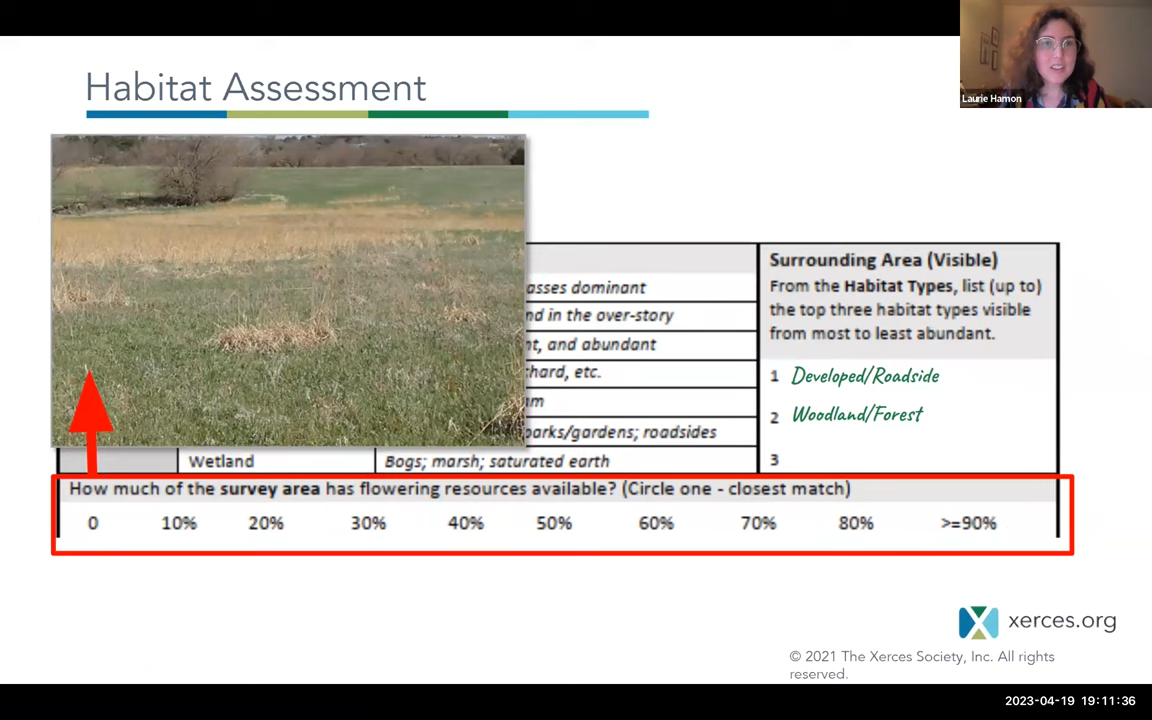 Laurie Hamon
Habitat Assessment
asses dominant
nd in the over-story
nt, and abundant
hard, etc.
am
parks/gardens; roadsides
Wetland
Bogs; marsh; saturated earth
Surrounding Area (Visible)
From the Habitat Types, list (up to)
the top three habitat types visible
from most to least abundant.
1 Developed/Roadside
2 Woodland/Forest
3
How much of the survey area has flowering resources available? (Circle one - closest match)
0 10% 20% 30% 40% 50% 60% 70% 80% >=90%
xerces.org
© 2021 The Xerces Society, Inc. All rights
reserved.
2023-04-19 19:11:36